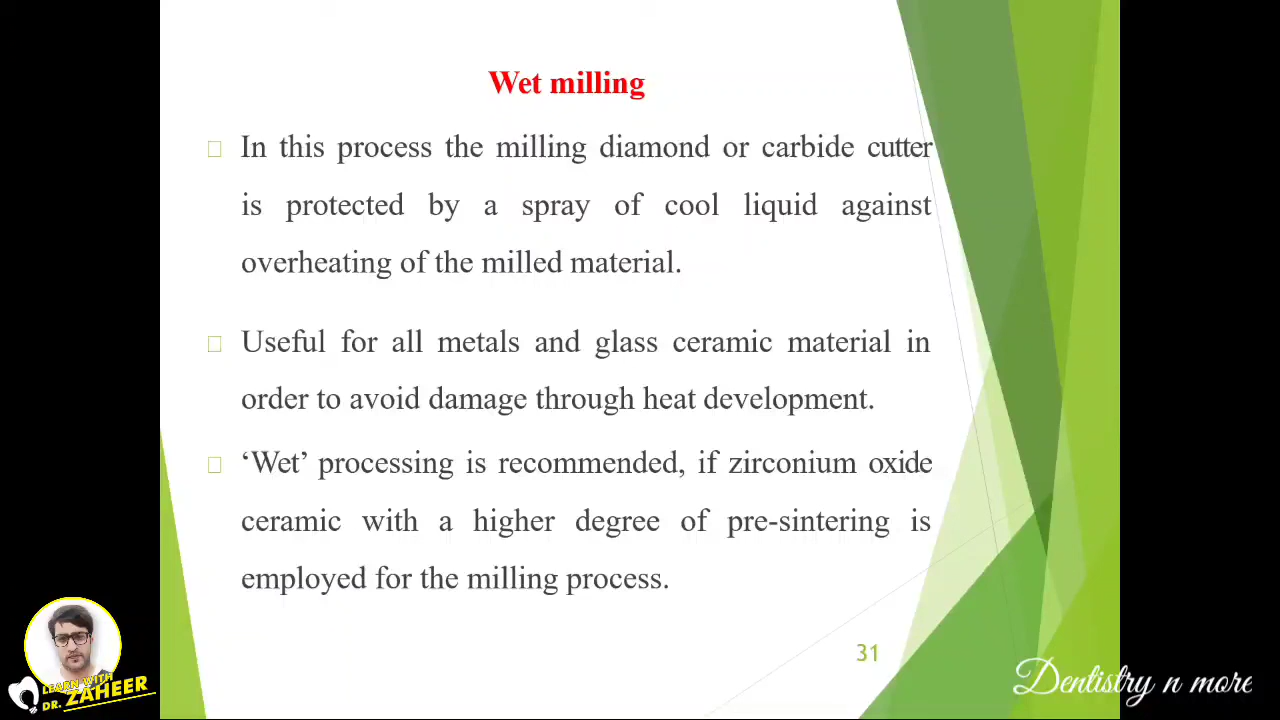 Wet milling
In this process the milling diamond or carbide cutter
is protected by a spray of cool liquid against
overheating of the milled material.
Useful for all metals and glass ceramic material in
order to avoid damage through heat development.
‘Wet’ processing is recommended, if zirconium oxide
ceramic with a higher degree of pre-sintering is
employed for the milling process.
31
LEARN WITH
DR. ZAHEER
Dentistry n more